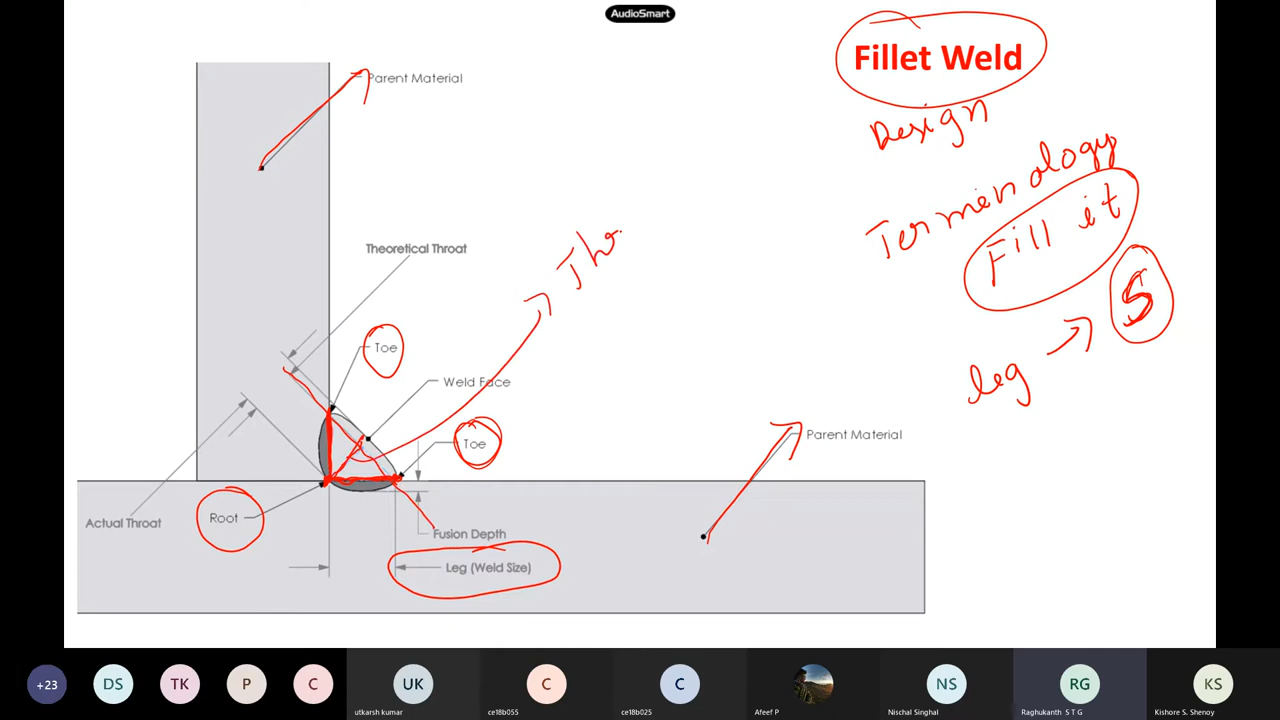 AudioSmart
Fillet Weld
Design
Termenology
Fill it
leg → S
Parent Material
Theoretical Throat
Thr
Toe
Weld Face
Toe
Parent Material
Root
Actual Throat
Fusion Depth
Leg (Weld Size)
+23
DS
TK
P
C
UK
utkarsh kumar
C
ce18b055
C
ce18b025
Afeef P
NS
Nischal Singhal
RG
Raghukanth S T G
KS
Kishore S. Shenoy